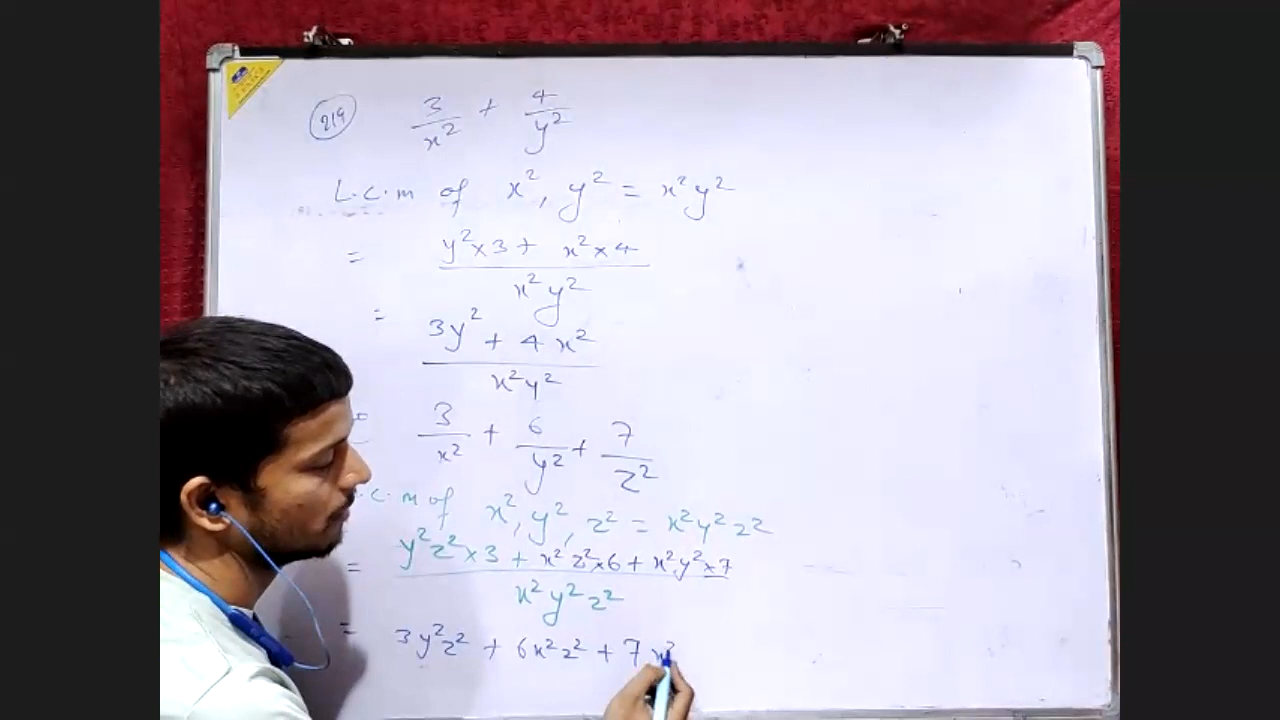 219 3/x² + 4/y²
L.C.m of x², y² = x²y²
= (y²×3 + x²×4)/(x²y²)
= (3y² + 4x²)/(x²y²)
3/x² + 6/y² + 7/z²
.C.m of x², y², z² = x²y²z²
= (y²z²×3 + x²z²×6 + x²y²×7)/(x²y²z²)
= 3y²z² + 6x²z² + 7x²